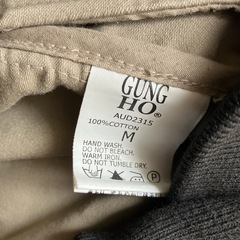 GUNG
HO®
AUD2315
100%COTTON
M
HAND WASH.
DO NOT BLEACH.
WARM IRON.
DO NOT TUMBLE DRY.
P